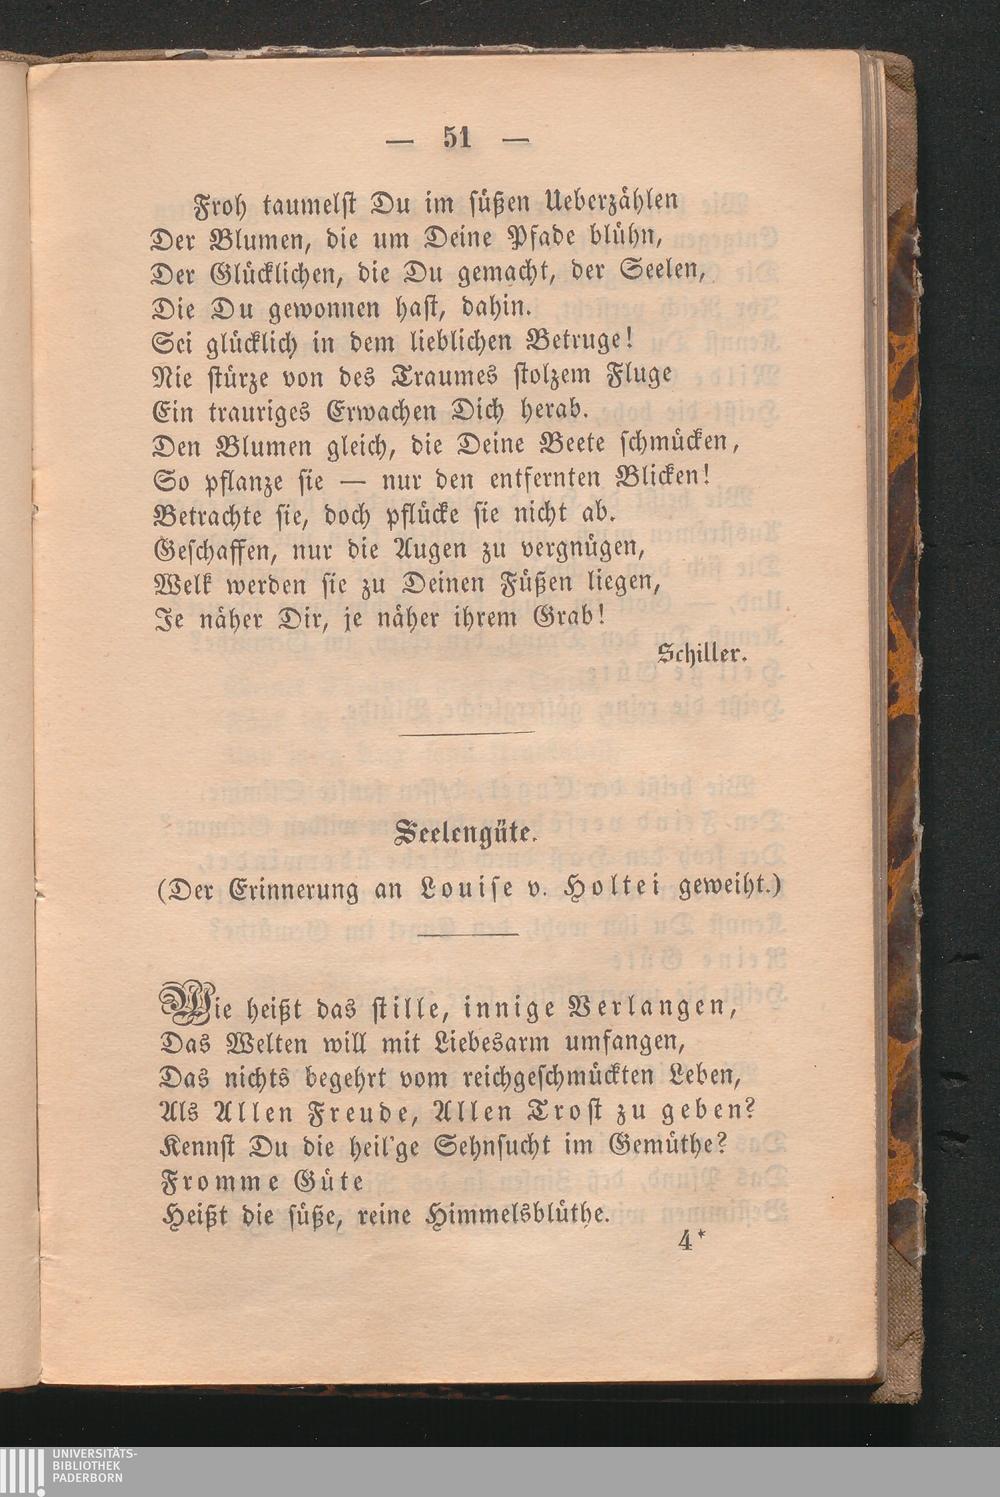 — 51 —
Froh taumelst Du im süßen Ueberzählen
Der Blumen, die um Deine Pfade blühn,
Der Glücklichen, die Du gemacht, der Seelen,
Die Du gewonnen hast, dahin.
Sei glücklich in dem lieblichen Betruge!
Nie stürze von des Traumes stolzem Fluge
Ein trauriges Erwachen Dich herab.
Den Blumen gleich, die Deine Beete schmücken,
So pflanze sie — nur den entfernten Blicken!
Betrachte sie, doch pflücke sie nicht ab.
Geschaffen, nur die Augen zu vergnügen,
Welk werden sie zu Deinen Füßen liegen,
Je näher Dir, je näher ihrem Grab!
Schiller.
Seelengüte.
(Der Erinnerung an Louise v. Holtei geweiht.)
Wie heißt das stille, innige Verlangen,
Das Welten will mit Liebesarm umfangen,
Das nichts begehrt vom reichgeschmückten Leben,
Als Allen Freude, Allen Trost zu geben?
Kennst Du die heil'ge Sehnsucht im Gemüthe?
Fromme Güte
Heißt die süße, reine Himmelsblüthe.
4*
UNIVERSITÄTS-
BIBLIOTHEK
PADERBORN